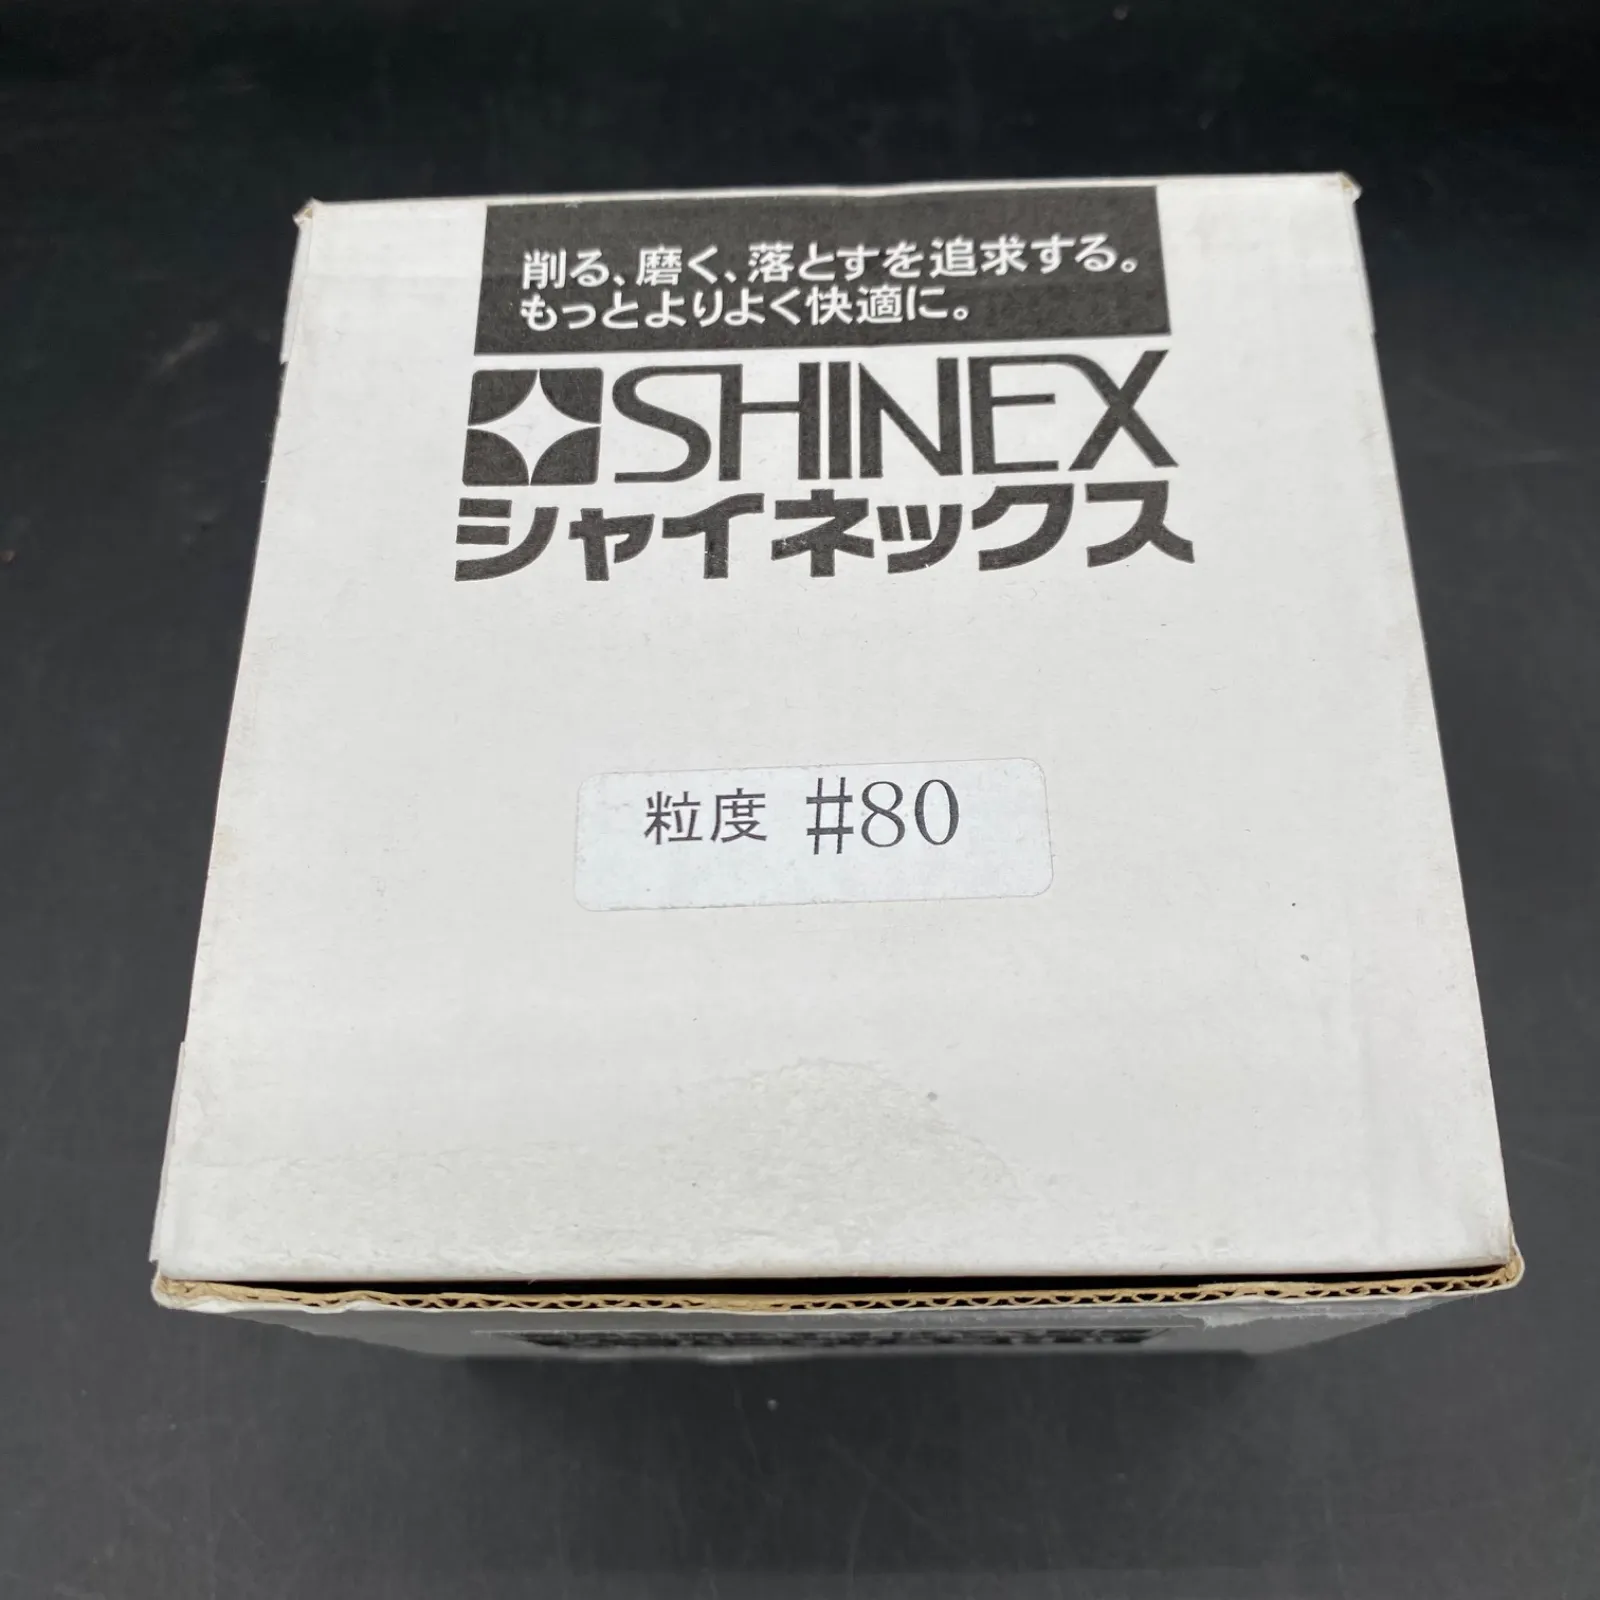 削る、磨く、落とすを追求する。
もっとよりよく快適に。
SHINEX
シャイネックス
粒度 #80